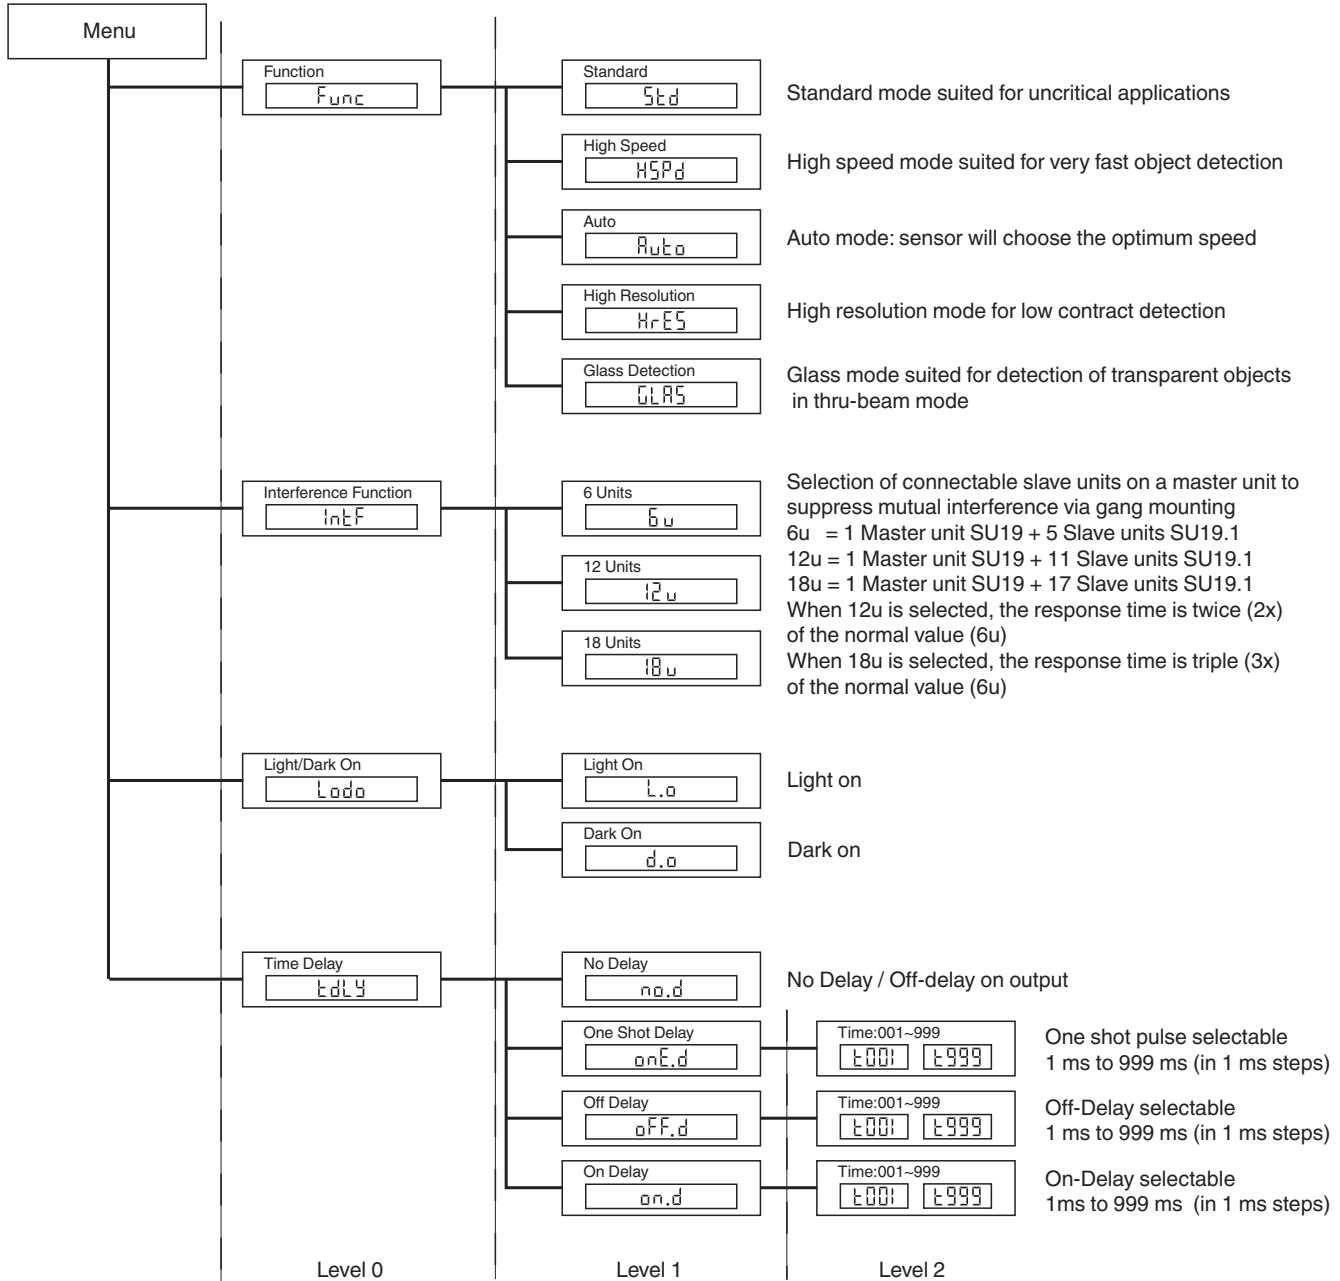 Menu
Function
Func
Standard
Std
Standard mode suited for uncritical applications
High Speed
HSPd
High speed mode suited for very fast object detection
Auto
Auto
Auto mode: sensor will choose the optimum speed
High Resolution
HrES
High resolution mode for low contract detection
Glass Detection
GLAS
Glass mode suited for detection of transparent objects
in thru-beam mode
Interference Function
IntF
6 Units
6u
12 Units
12u
18 Units
18u
Selection of connectable slave units on a master unit to
suppress mutual interference via gang mounting
6u = 1 Master unit SU19 + 5 Slave units SU19.1
12u = 1 Master unit SU19 + 11 Slave units SU19.1
18u = 1 Master unit SU19 + 17 Slave units SU19.1
When 12u is selected, the response time is twice (2x)
of the normal value (6u)
When 18u is selected, the response time is triple (3x)
of the normal value (6u)
Light/Dark On
Lodo
Light On
L.o
Light on
Dark On
d.o
Dark on
Time Delay
tdLY
No Delay
no.d
No Delay / Off-delay on output
One Shot Delay
onE.d
Time:001~999
t001 t999
One shot pulse selectable
1 ms to 999 ms (in 1 ms steps)
Off Delay
oFF.d
Time:001~999
t001 t999
Off-Delay selectable
1 ms to 999 ms (in 1 ms steps)
On Delay
on.d
Time:001~999
t001 t999
On-Delay selectable
1ms to 999 ms (in 1 ms steps)
Level 0 Level 1 Level 2